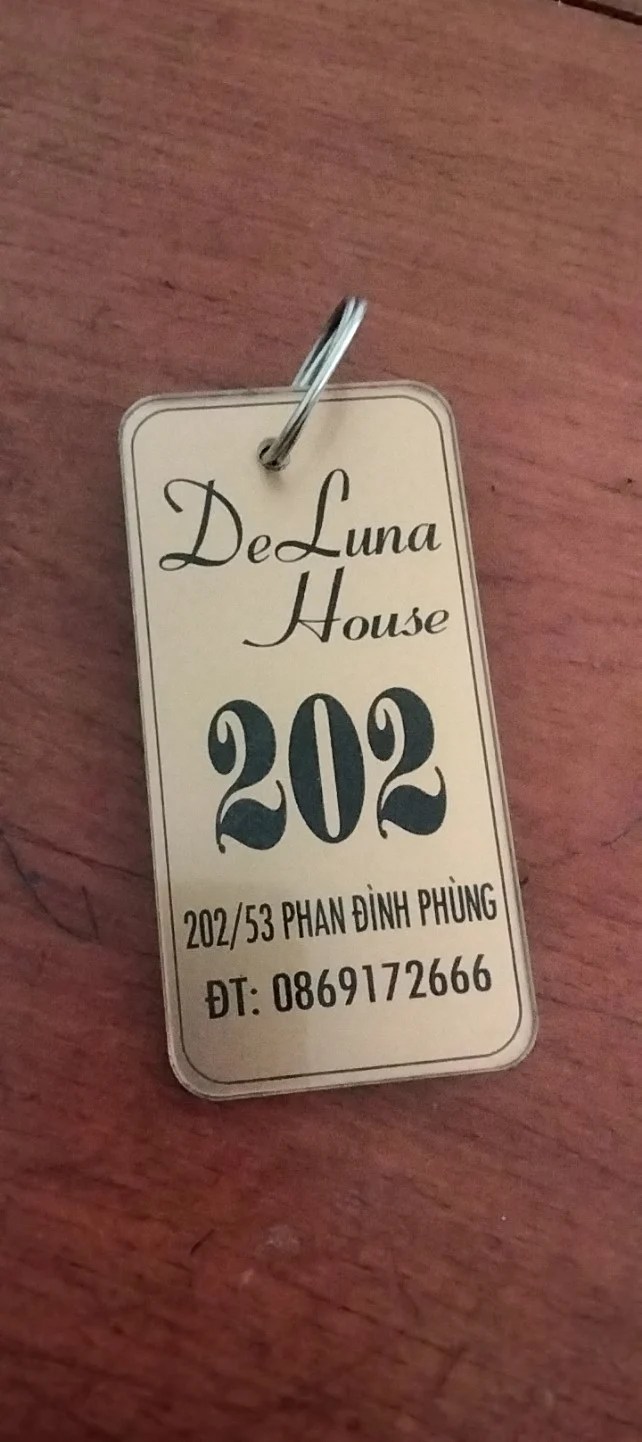 DeLuna
House
202
202/53 PHAN ĐÌNH PHÙNG
ĐT: 0869172666